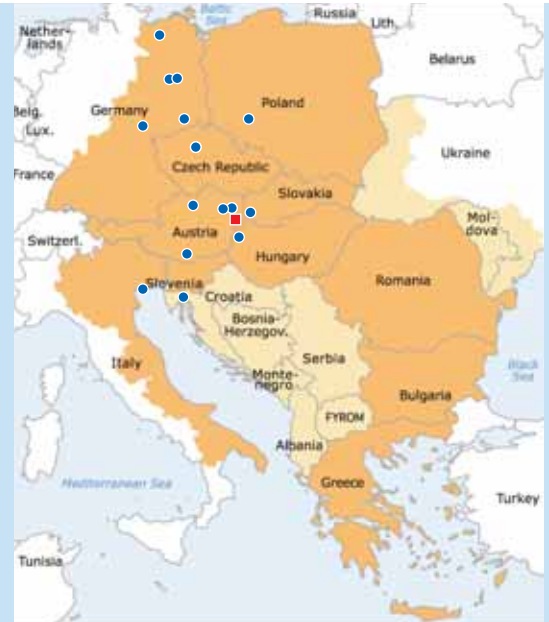 Baltic
Sea
Russia
Lith.
Nether-
lands
Belarus
Belg.
Lux.
Germany
Poland
Ukraine
Czech Republic
France
Slovakia
Mol-
dova
Switzerl.
Austria
Hungary
Romania
Slovenia
Croatia
Bosnia-
Herzegov.
Serbia
Italy
Monte-
negro
Black
Sea
Bulgaria
FYROM
Albania
Mediterranean Sea
Greece
Turkey
Tunisia